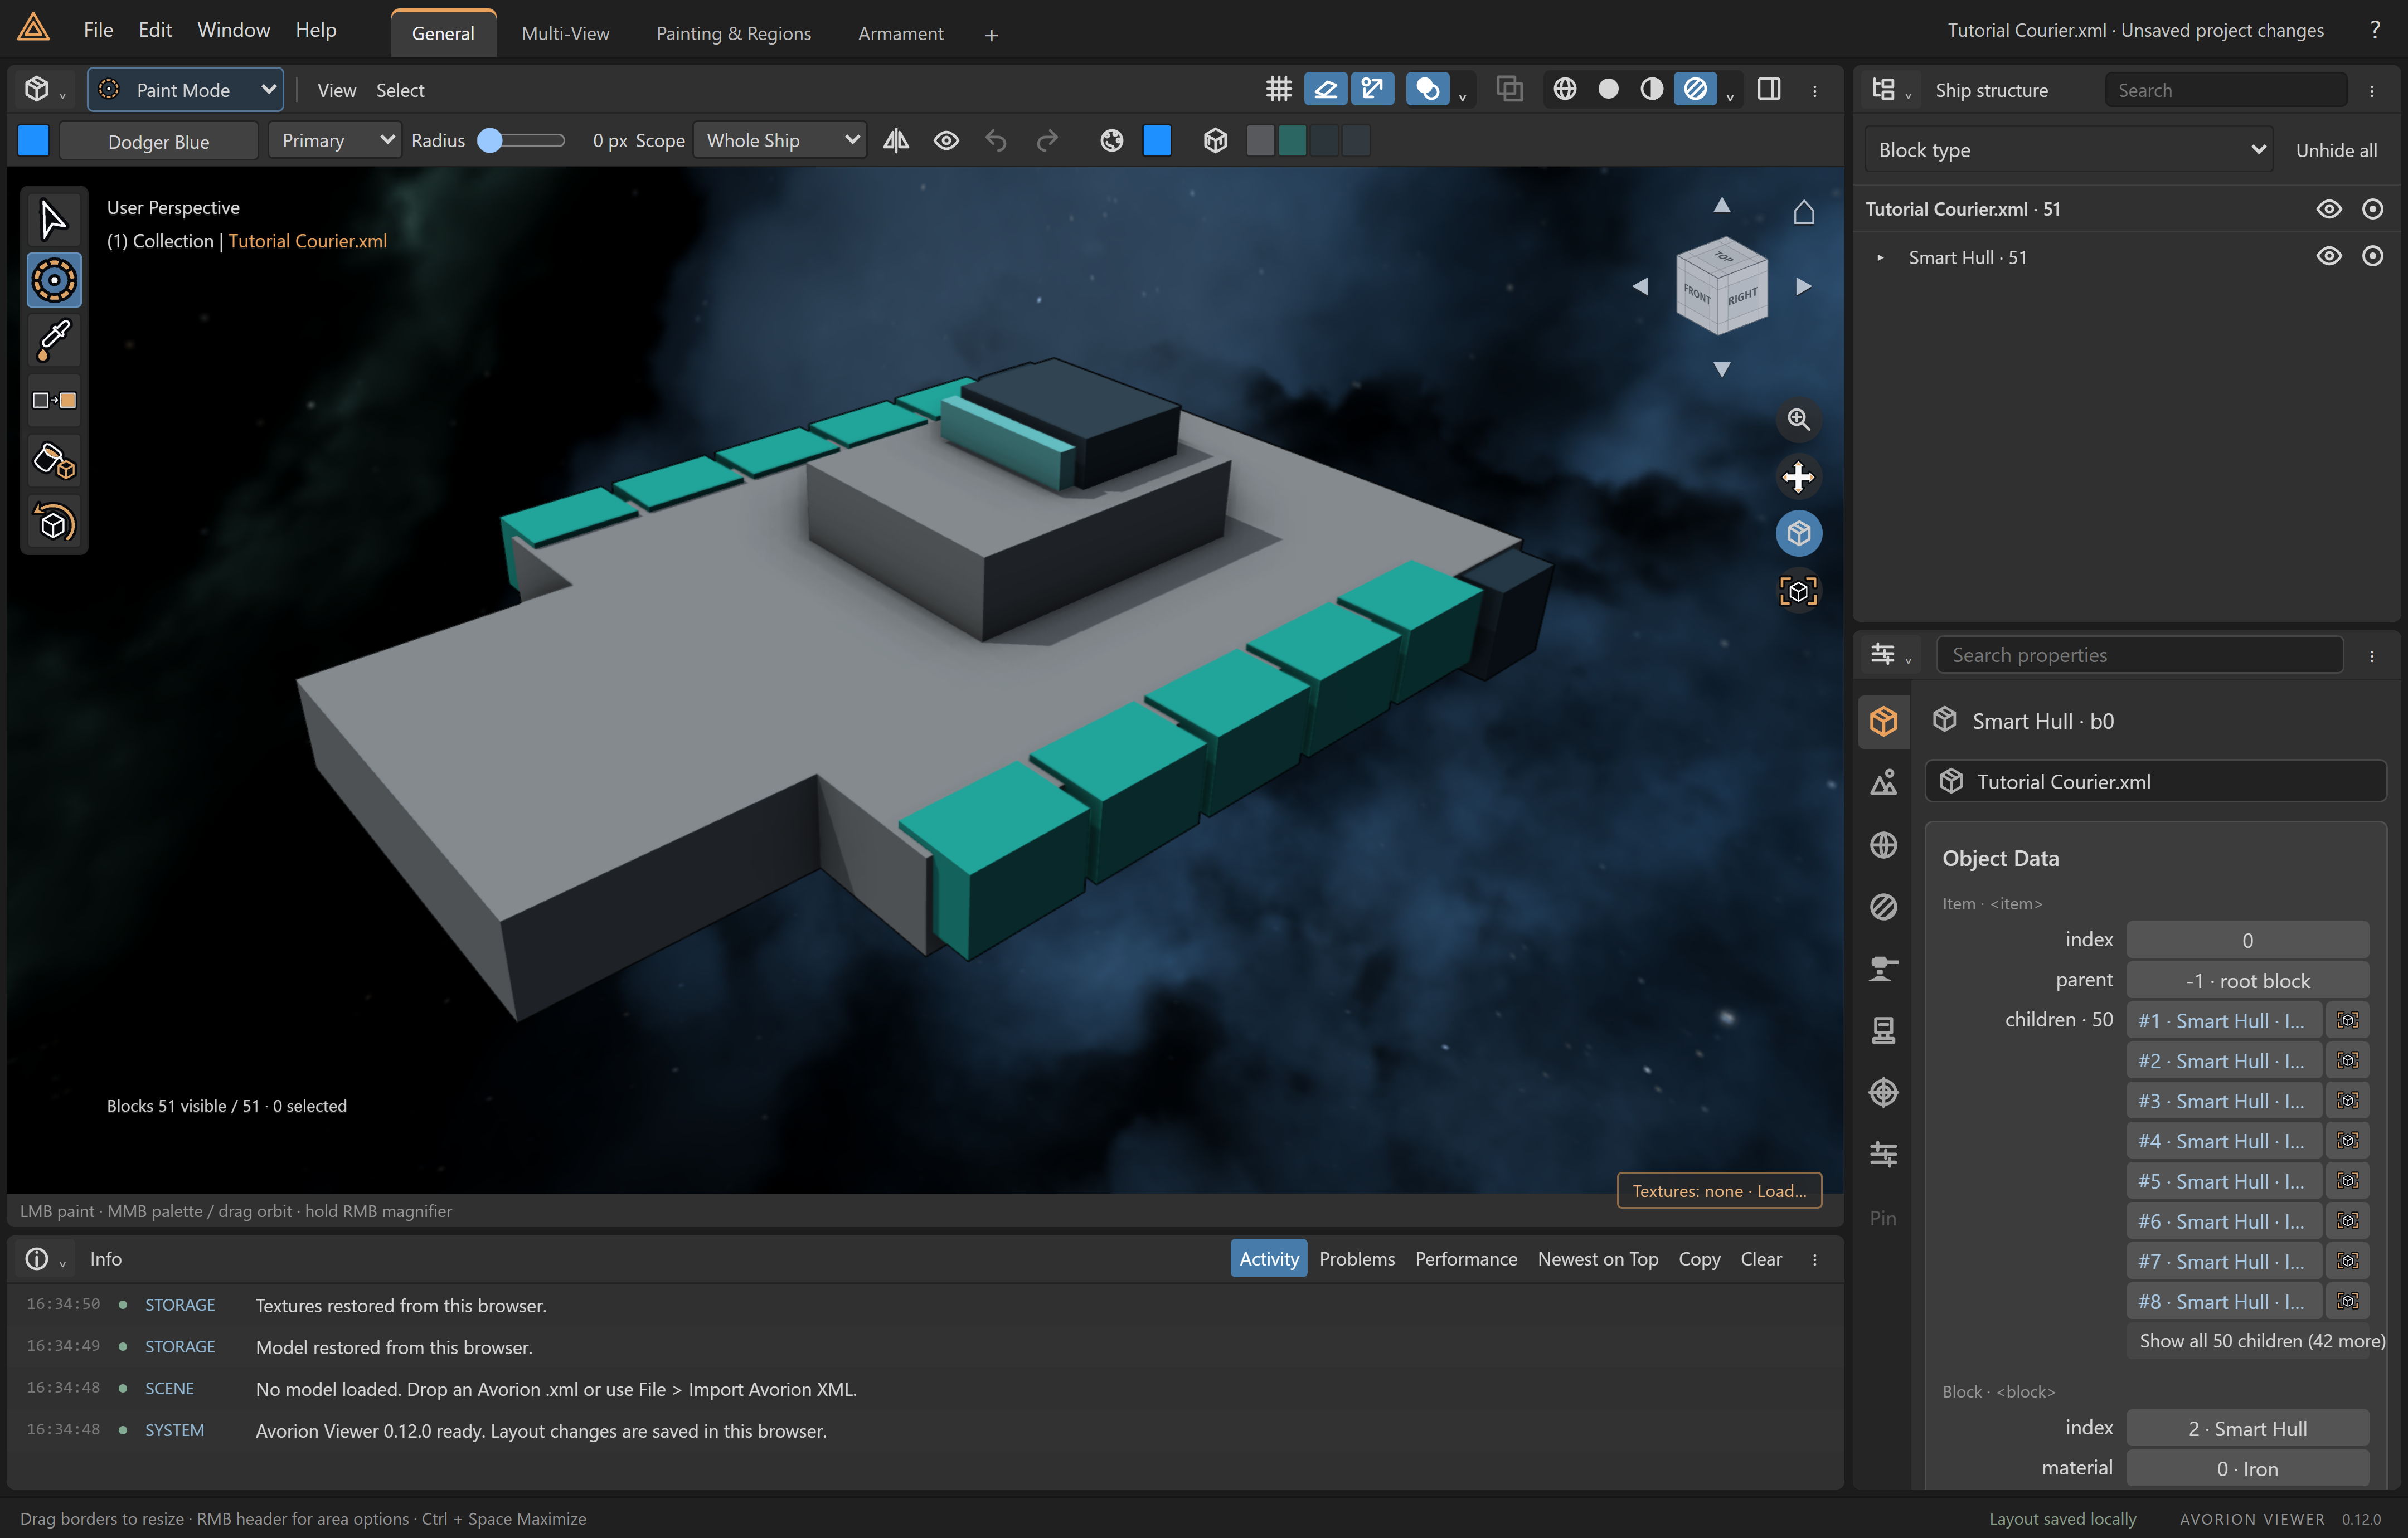 File Edit Window Help General Multi-View Painting & Regions Armament + Tutorial Courier.xml · Unsaved project changes ?
Paint Mode View Select
Dodger Blue Primary Radius 0 px Scope Whole Ship
User Perspective
(1) Collection | Tutorial Courier.xml
TOP
FRONT RIGHT
Blocks 51 visible / 51 · 0 selected
Textures: none · Load...
LMB paint · MMB palette / drag orbit · hold RMB magnifier
Info Activity Problems Performance Newest on Top Copy Clear
16:34:50 STORAGE Textures restored from this browser.
16:34:49 STORAGE Model restored from this browser.
16:34:48 SCENE No model loaded. Drop an Avorion .xml or use File > Import Avorion XML.
16:34:48 SYSTEM Avorion Viewer 0.12.0 ready. Layout changes are saved in this browser.
Ship structure Search
Block type Unhide all
Tutorial Courier.xml · 51
Smart Hull · 51
Search properties
Smart Hull · b0
Tutorial Courier.xml
Object Data
Item · <item>
index 0
parent -1 · root block
children · 50 #1 · Smart Hull · I...
#2 · Smart Hull · I...
#3 · Smart Hull · I...
#4 · Smart Hull · I...
#5 · Smart Hull · I...
#6 · Smart Hull · I...
#7 · Smart Hull · I...
#8 · Smart Hull · I...
Show all 50 children (42 more)
Pin
Block · <block>
index 2 · Smart Hull
material 0 · Iron
Drag borders to resize · RMB header for area options · Ctrl + Space Maximize Layout saved locally AVORION VIEWER 0.12.0